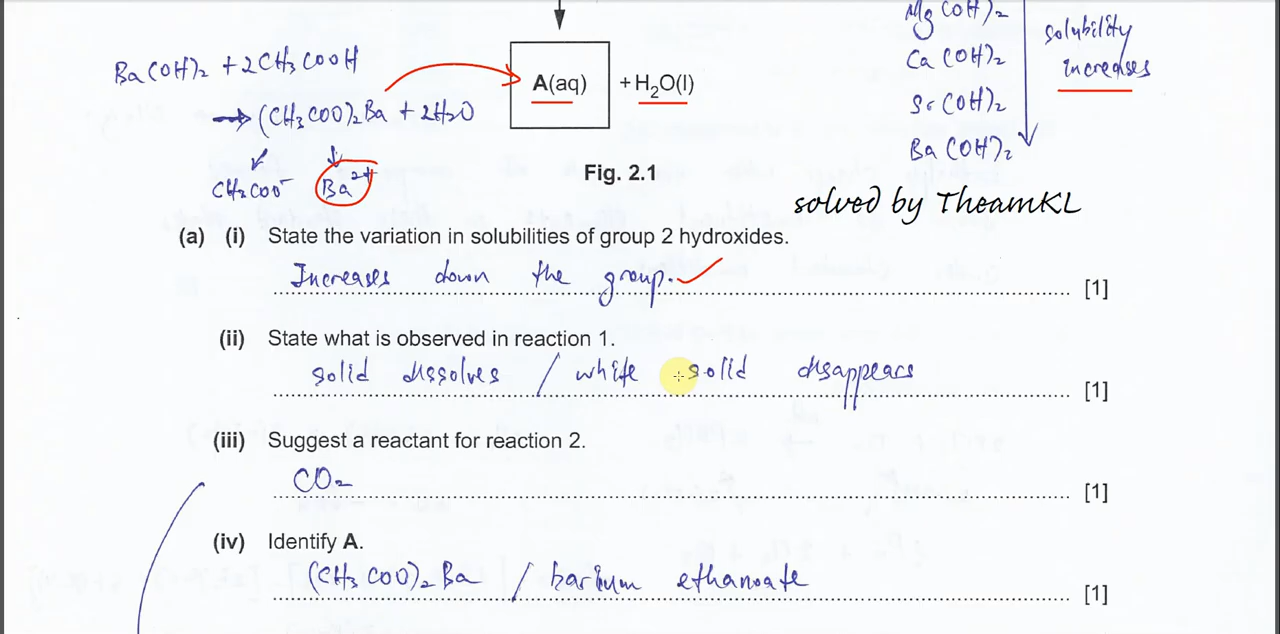 Mg(OH)₂
solubility
increases
Ca(OH)₂
Sr(OH)₂
Ba(OH)₂
Ba(OH)₂ + 2CH₃COOH
→ (CH₃COO)₂Ba + 2H₂O
CH₃COO⁻ Ba²⁺
A(aq) + H₂O(l)
Fig. 2.1
solved by TheamKL
(a) (i) State the variation in solubilities of group 2 hydroxides.
Increases down the group. [1]
(ii) State what is observed in reaction 1.
solid dissolves / white solid disappears [1]
(iii) Suggest a reactant for reaction 2.
CO₂ [1]
(iv) Identify A.
(CH₃COO)₂Ba / barium ethanoate [1]